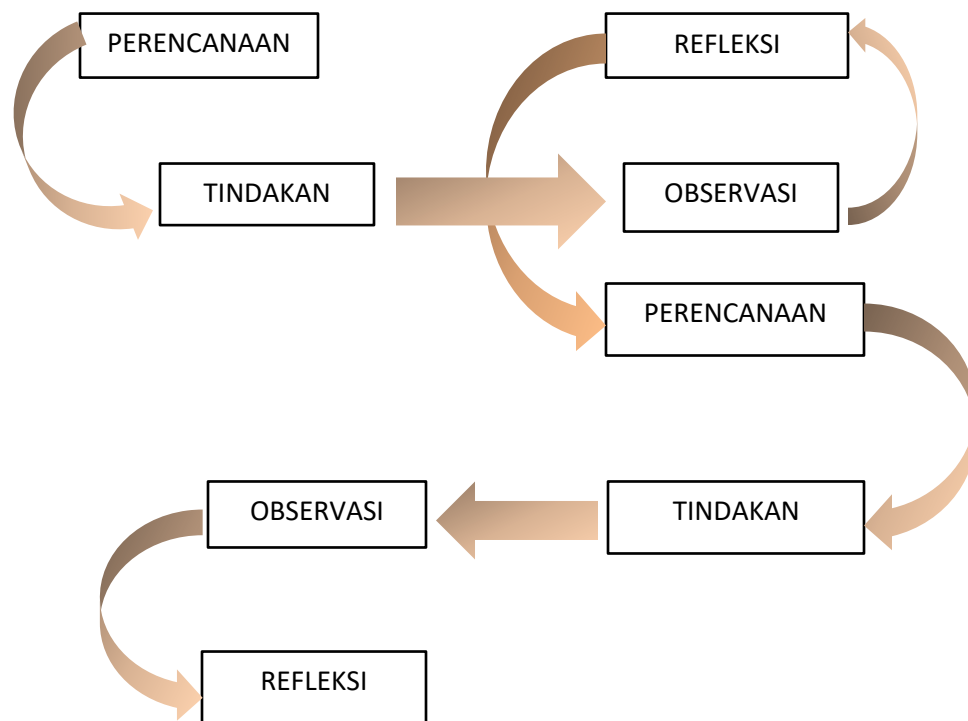 PERENCANAAN
REFLEKSI
TINDAKAN
OBSERVASI
PERENCANAAN
OBSERVASI
TINDAKAN
REFLEKSI